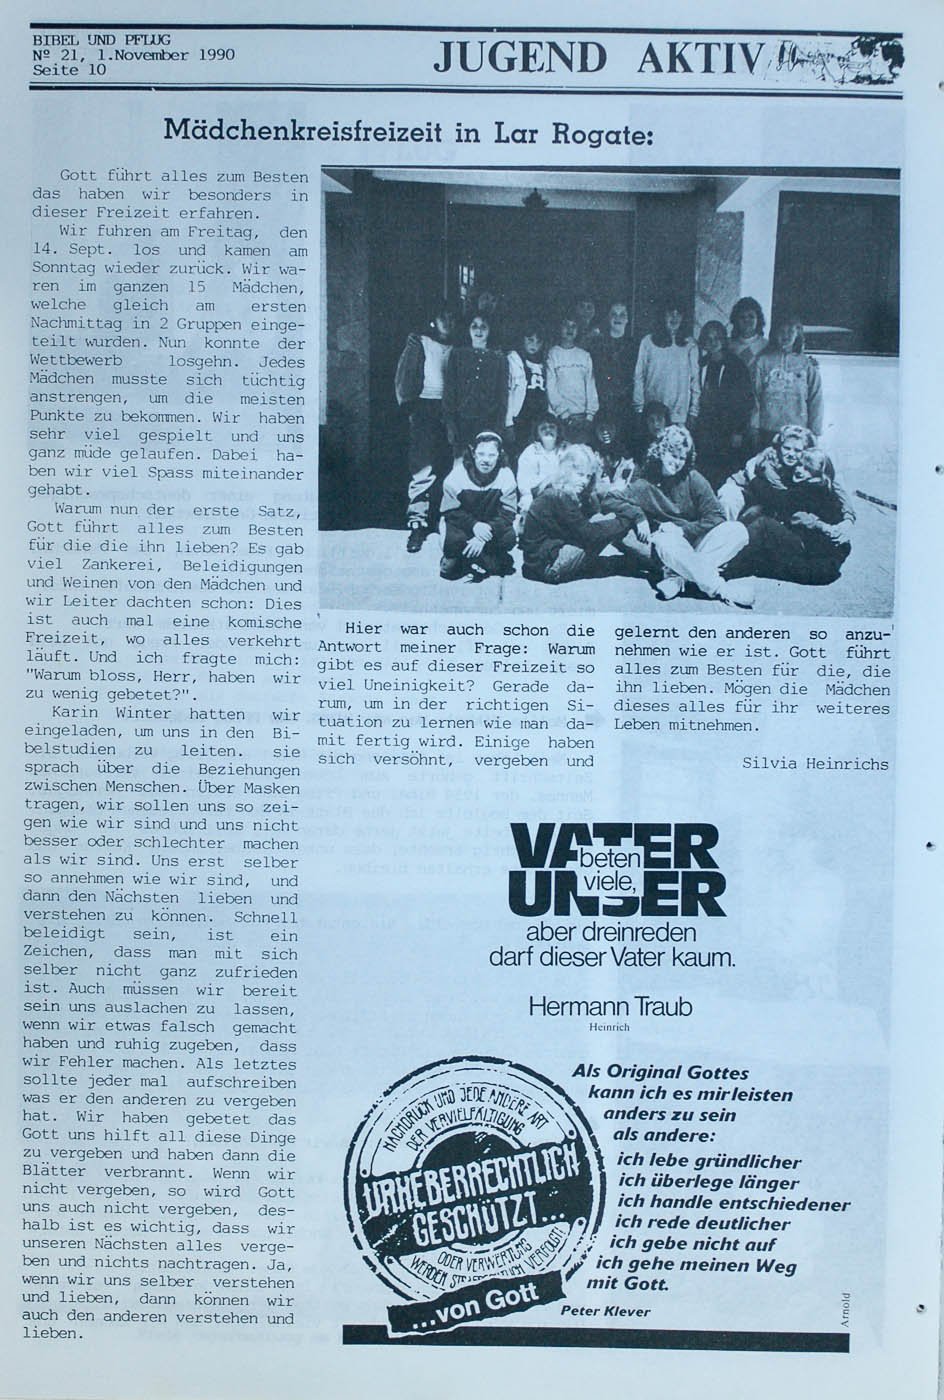 BIBEL UND PFLUG
Nº 21, 1.November 1990
Seite 10
JUGEND AKTIV
Mädchenkreisfreizeit in Lar Rogate:
Gott führt alles zum Besten
das haben wir besonders in
dieser Freizeit erfahren.
Wir fuhren am Freitag, den
14. Sept. los und kamen am
Sonntag wieder zurück. Wir wa-
ren im ganzen 15 Mädchen,
welche gleich am ersten
Nachmittag in 2 Gruppen einge-
teilt wurden. Nun konnte der
Wettbewerb losgehn. Jedes
Mädchen musste sich tüchtig
anstrengen, um die meisten
Punkte zu bekommen. Wir haben
sehr viel gespielt und uns
ganz müde gelaufen. Dabei ha-
ben wir viel Spass miteinander
gehabt.
Warum nun der erste Satz,
Gott führt alles zum Besten
für die die ihn lieben? Es gab
viel Zankerei, Beleidigungen
und Weinen von den Mädchen und
wir Leiter dachten schon: Dies
ist auch mal eine komische
Freizeit, wo alles verkehrt
läuft. Und ich fragte mich:
"Warum bloss, Herr, haben wir
zu wenig gebetet?".
Karin Winter hatten wir
eingeladen, um uns in den Bi-
belstudien zu leiten. sie
sprach über die Beziehungen
zwischen Menschen. Über Masken
tragen, wir sollen uns so zei-
gen wie wir sind und uns nicht
besser oder schlechter machen
als wir sind. Uns erst selber
so annehmen wie wir sind, und
dann den Nächsten lieben und
verstehen zu können. Schnell
beleidigt sein, ist ein
Zeichen, dass man mit sich
selber nicht ganz zufrieden
ist. Auch müssen wir bereit
sein uns auslachen zu lassen,
wenn wir etwas falsch gemacht
haben und ruhig zugeben, dass
wir Fehler machen. Als letztes
sollte jeder mal aufschreiben
was er den anderen zu vergeben
hat. Wir haben gebetet das
Gott uns hilft all diese Dinge
zu vergeben und haben dann die
Blätter verbrannt. Wenn wir
nicht vergeben, so wird Gott
uns auch nicht vergeben, des-
halb ist es wichtig, dass wir
unseren Nächsten alles verge-
ben und nichts nachtragen. Ja,
wenn wir uns selber verstehen
und lieben, dann können wir
auch den anderen verstehen und
lieben.
Hier war auch schon die
Antwort meiner Frage: Warum
gibt es auf dieser Freizeit so
viel Uneinigkeit? Gerade da-
rum, um in der richtigen Si-
tuation zu lernen wie man da-
mit fertig wird. Einige haben
sich versöhnt, vergeben und
gelernt den anderen so anzu-
nehmen wie er ist. Gott führt
alles zum Besten für die, die
ihn lieben. Mögen die Mädchen
dieses alles für ihr weiteres
Leben mitnehmen.
Silvia Heinrichs
VATER
beten
viele,
UNSER
aber dreinreden
darf dieser Vater kaum.
Hermann Traub
Heinrich
NACHDRUCK UND JEDE ANDERE ART
DER VERVIELFÄLTIGUNG
URHEBERRECHTLICH
GESCHÜTZT...
ODER VERWERTUNG
WERDEN STRAFRECHTLICH VERFOLGT!
...von Gott
Als Original Gottes
kann ich es mir leisten
anders zu sein
als andere:
ich lebe gründlicher
ich überlege länger
ich handle entschiedener
ich rede deutlicher
ich gebe nicht auf
ich gehe meinen Weg
mit Gott.
Peter Klever
Arnold